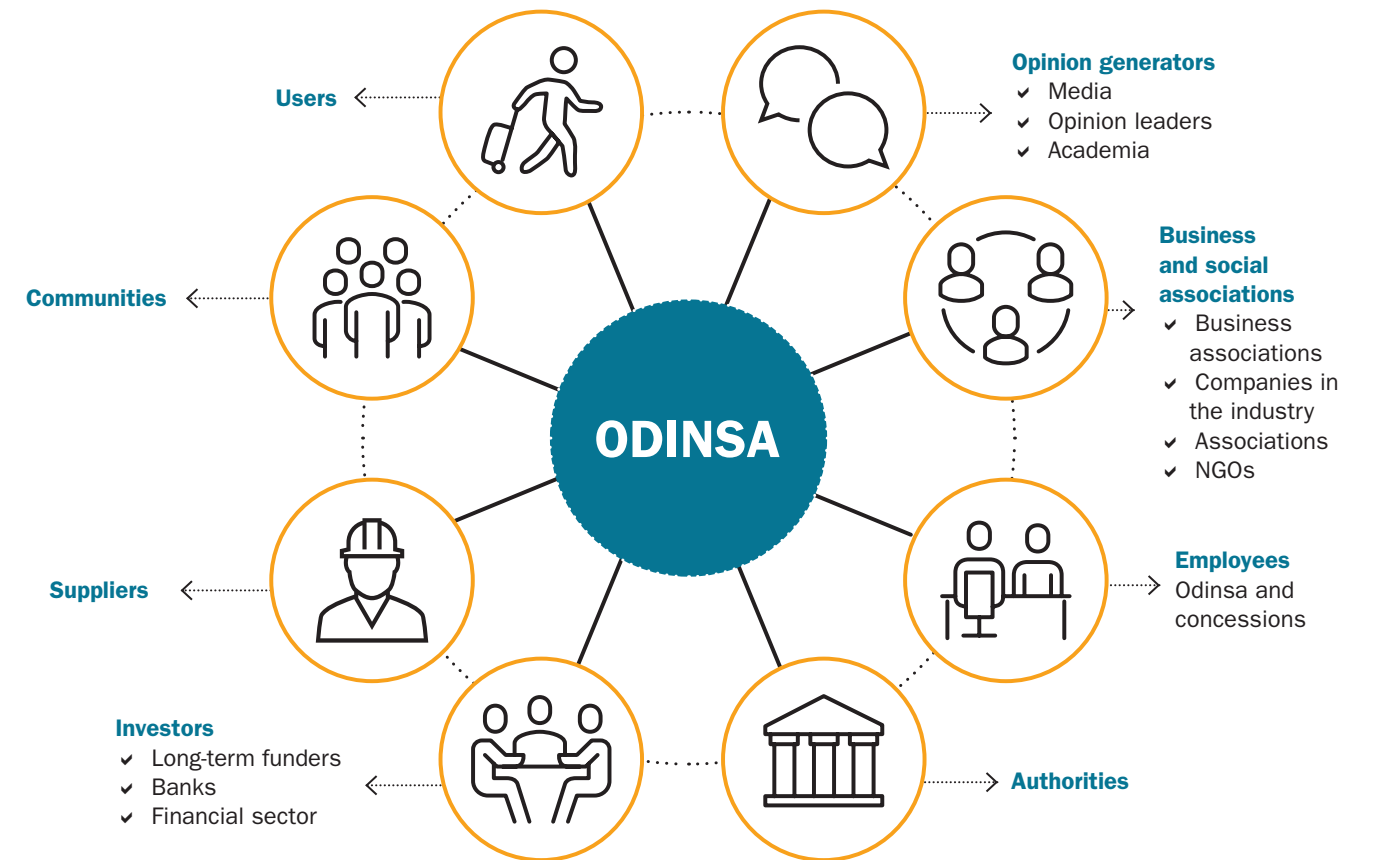 Users
Opinion generators
Media
Opinion leaders
Academia
Business
and social
associations
Business
associations
Companies in
the industry
Associations
NGOs
Communities
ODINSA
Suppliers
Employees
Odinsa and
concessions
Investors
Long-term funders
Banks
Financial sector
Authorities